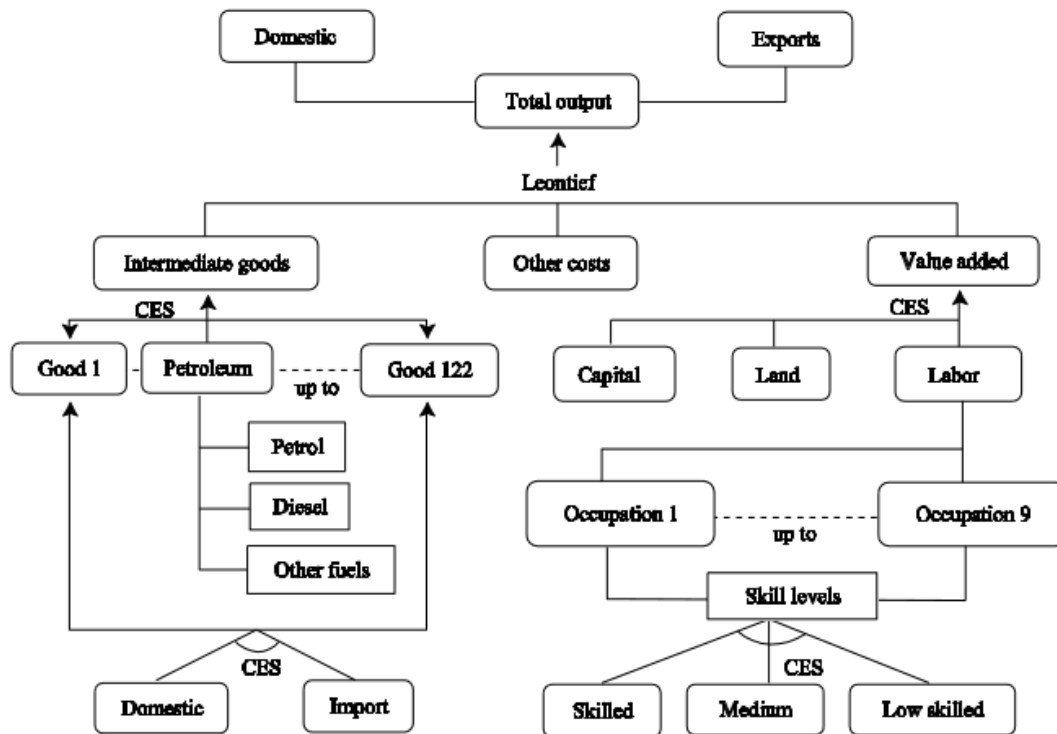 Domestic
Exports
Total output
Leontief
Intermediate goods
Other costs
Value added
CES
CES
Good 1
Petroleum
up to
Good 122
Capital
Land
Labor
Petrol
Diesel
Other fuels
Occupation 1
up to
Occupation 9
Skill levels
CES
CES
Domestic
Import
Skilled
Medium
Low skilled